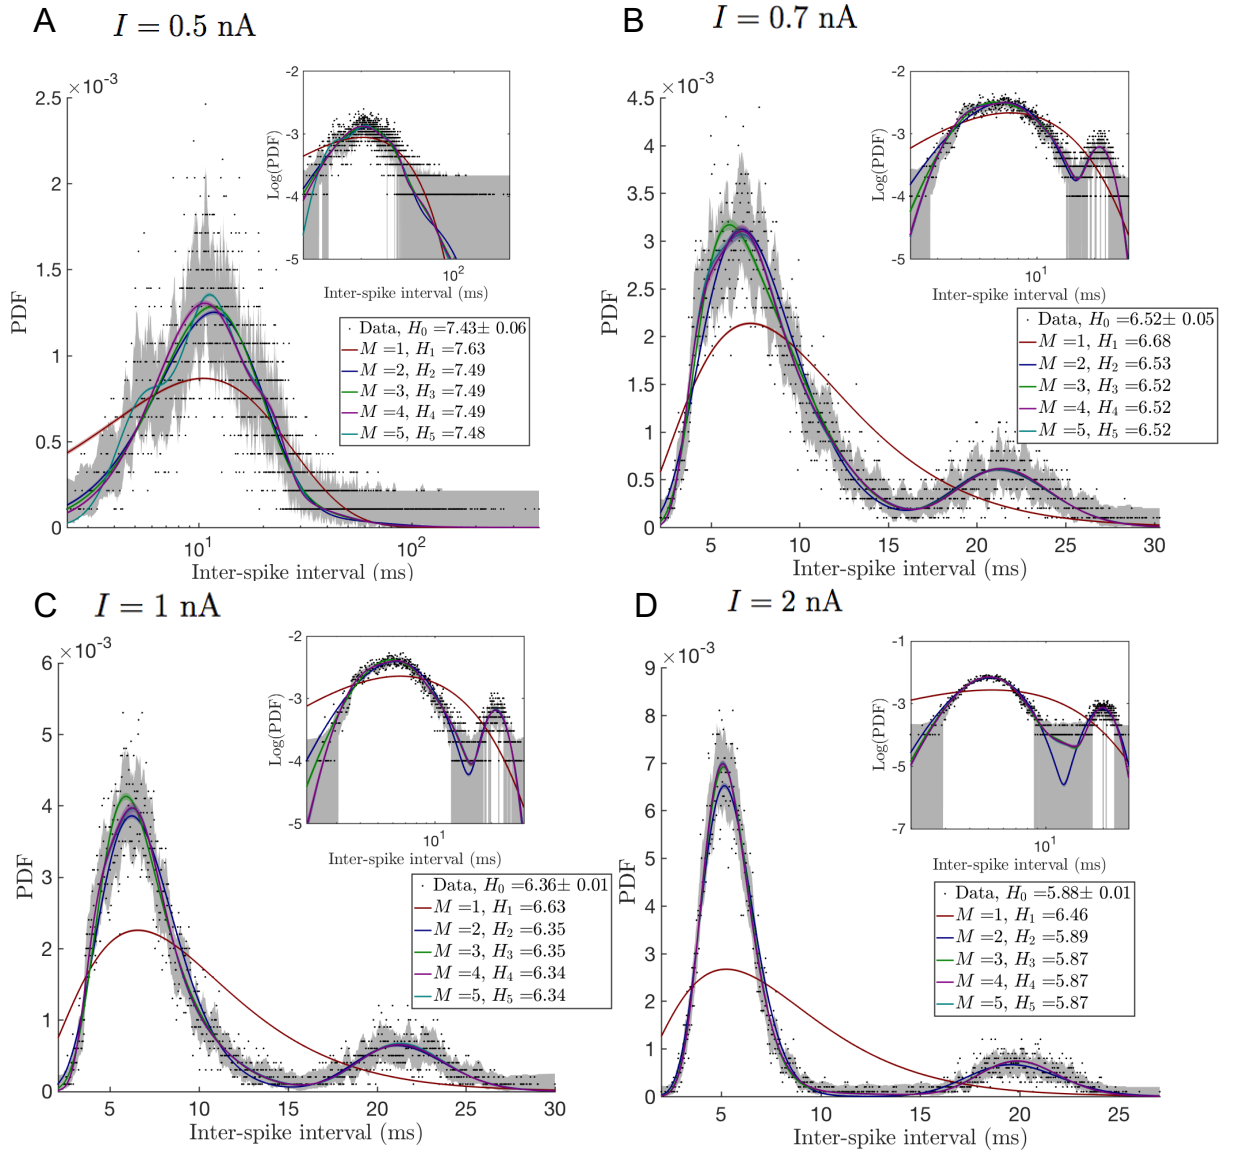 A
I = 0.5 nA
×10⁻³
2.5
2
1.5
1
0.5
0
PDF
10¹
10²
Inter-spike interval (ms)
-2
-3
-4
-5
Log(PDF)
10²
Inter-spike interval (ms)
Data, H₀ =7.43± 0.06
M =1, H₁ =7.63
M =2, H₂ =7.49
M =3, H₃ =7.49
M =4, H₄ =7.49
M =5, H₅ =7.48
B
I = 0.7 nA
×10⁻³
4.5
4
3.5
3
2.5
2
1.5
1
0.5
0
PDF
5
10
15
20
25
30
Inter-spike interval (ms)
-2
-3
-4
-5
Log(PDF)
10¹
Inter-spike interval (ms)
Data, H₀ =6.52± 0.05
M =1, H₁ =6.68
M =2, H₂ =6.53
M =3, H₃ =6.52
M =4, H₄ =6.52
M =5, H₅ =6.52
C
I = 1 nA
×10⁻³
6
5
4
3
2
1
0
PDF
5
10
15
20
25
30
Inter-spike interval (ms)
-2
-3
-4
-5
Log(PDF)
10¹
Inter-spike interval (ms)
Data, H₀ =6.36± 0.01
M =1, H₁ =6.63
M =2, H₂ =6.35
M =3, H₃ =6.35
M =4, H₄ =6.34
M =5, H₅ =6.34
D
I = 2 nA
×10⁻³
9
8
7
6
5
4
3
2
1
0
PDF
5
10
15
20
25
Inter-spike interval (ms)
-1
-3
-5
-7
Log(PDF)
10¹
Inter-spike interval (ms)
Data, H₀ =5.88± 0.01
M =1, H₁ =6.46
M =2, H₂ =5.89
M =3, H₃ =5.87
M =4, H₄ =5.87
M =5, H₅ =5.87